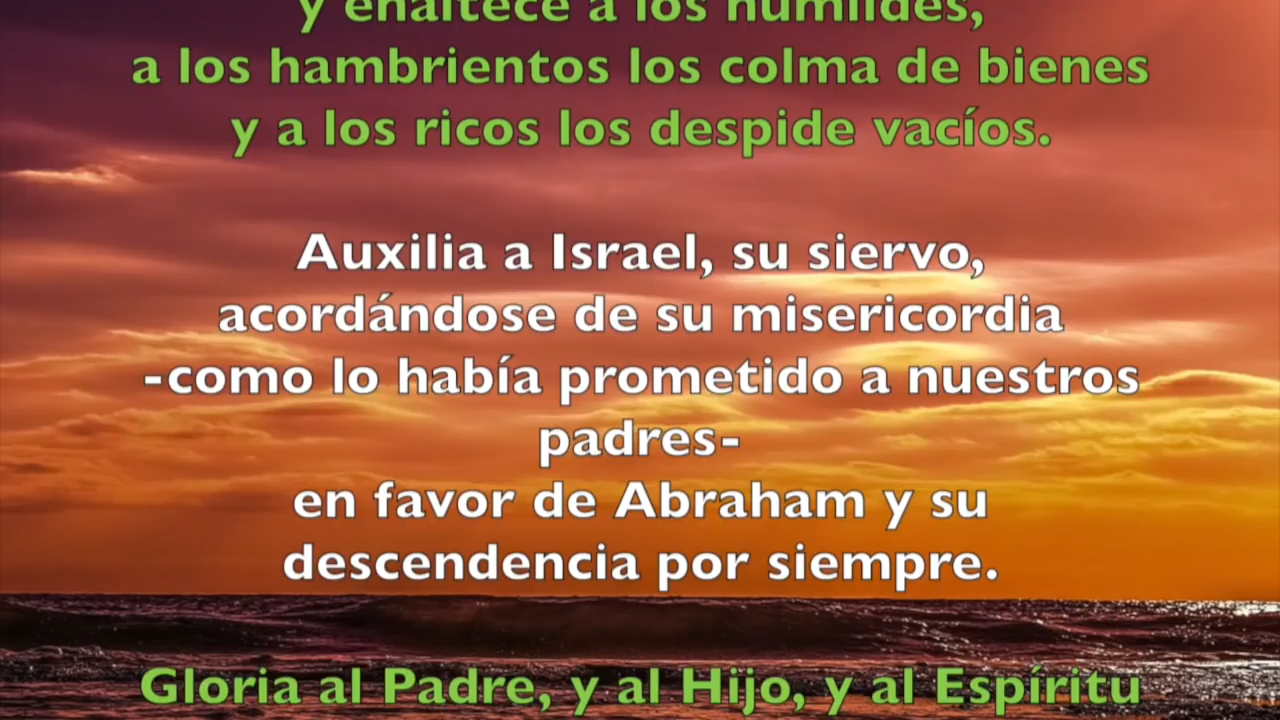 y enaltece a los humildes,
a los hambrientos los colma de bienes
y a los ricos los despide vacíos.
Auxilia a Israel, su siervo,
acordándose de su misericordia
-como lo había prometido a nuestros
padres-
en favor de Abraham y su
descendencia por siempre.
Gloria al Padre, y al Hijo, y al Espíritu